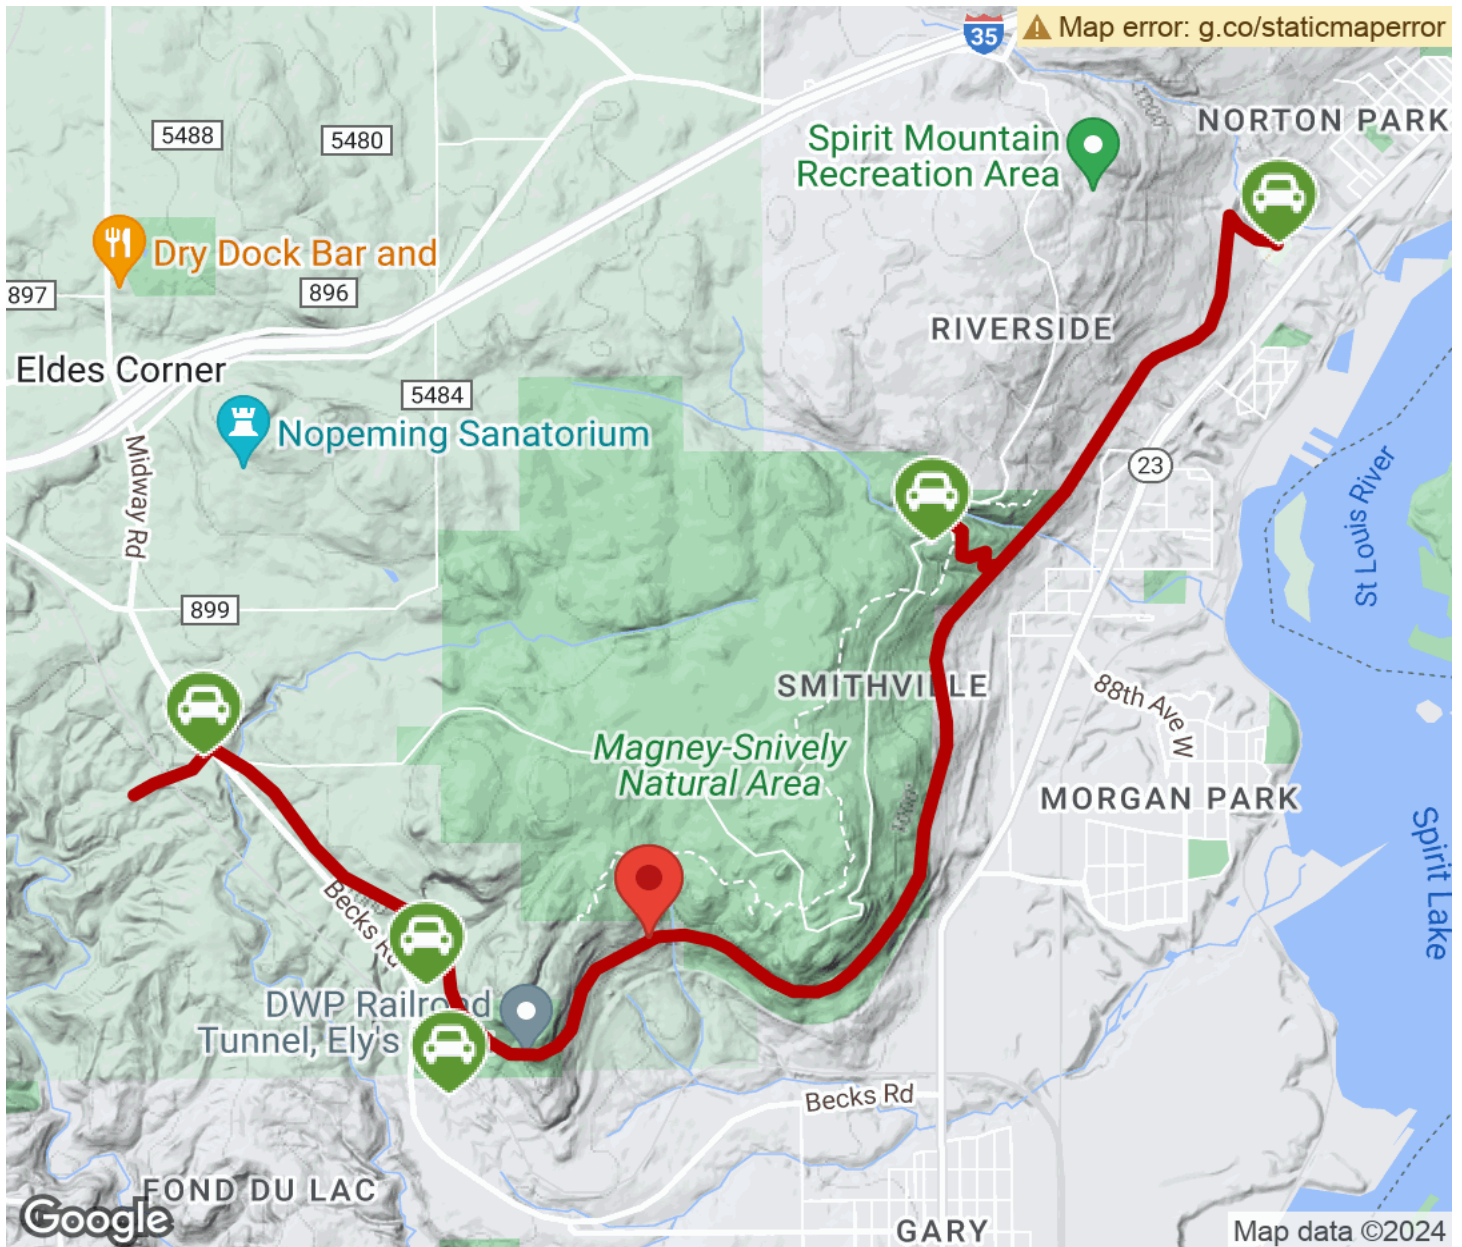 35
Map error: g.co/staticmaperror
NORTON PARK
5488
5480
Spirit Mountain
Recreation Area
Dry Dock Bar and
897
896
RIVERSIDE
Eldes Corner
5484
Nopeming Sanatorium
Midway Rd
23
St Louis River
899
SMITHVILLE
88th Ave W
Magney-Snively
Natural Area
MORGAN PARK
Spirit Lake
Becks Rd
DWP Railroad
Tunnel, Ely's
Becks Rd
FOND DU LAC
Google
GARY
Map data ©2024